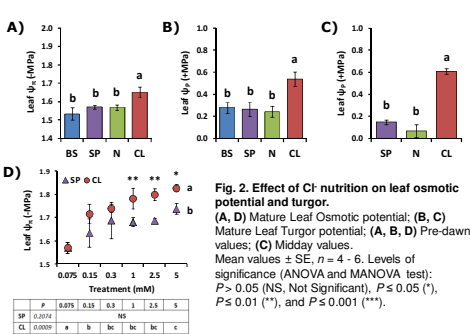 A)
Leaf Ψπ (-MPa)
2.0
1.9
1.8
1.7
1.6
1.5
1.4
b
b
b
a
BS SP N CL
B)
Leaf ΨP (+MPa)
1.0
0.8
0.6
0.4
0.2
0.0
b
b
b
a
BS SP N CL
C)
Leaf ΨP (+MPa)
1.0
0.8
0.6
0.4
0.2
0.0
b
b
a
SP N CL
D)
Leaf Ψπ (-MPa)
1.9
1.8
1.7
1.6
1.5
SP CL
**
**
*
a
b
0.075 0.15 0.3 1 2.5 5
Treatment (mM)
P 0.075 0.15 0.3 1 2.5 5
SP 0.2074 NS
CL 0.0009 a b bc bc bc c
Fig. 2. Effect of Cl- nutrition on leaf osmotic
potential and turgor.
(A, D) Mature Leaf Osmotic potential; (B, C)
Mature Leaf Turgor potential; (A, B, D) Pre-dawn
values; (C) Midday values.
Mean values ± SE, n = 4 - 6. Levels of
significance (ANOVA and MANOVA test):
P > 0.05 (NS, Not Significant), P ≤ 0.05 (*),
P ≤ 0.01 (**), and P ≤ 0.001 (***).